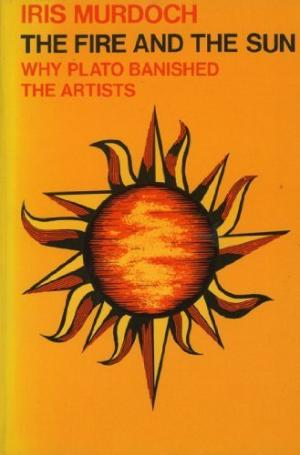 IRIS MURDOCH
THE FIRE AND THE SUN
WHY PLATO BANISHED
THE ARTISTS